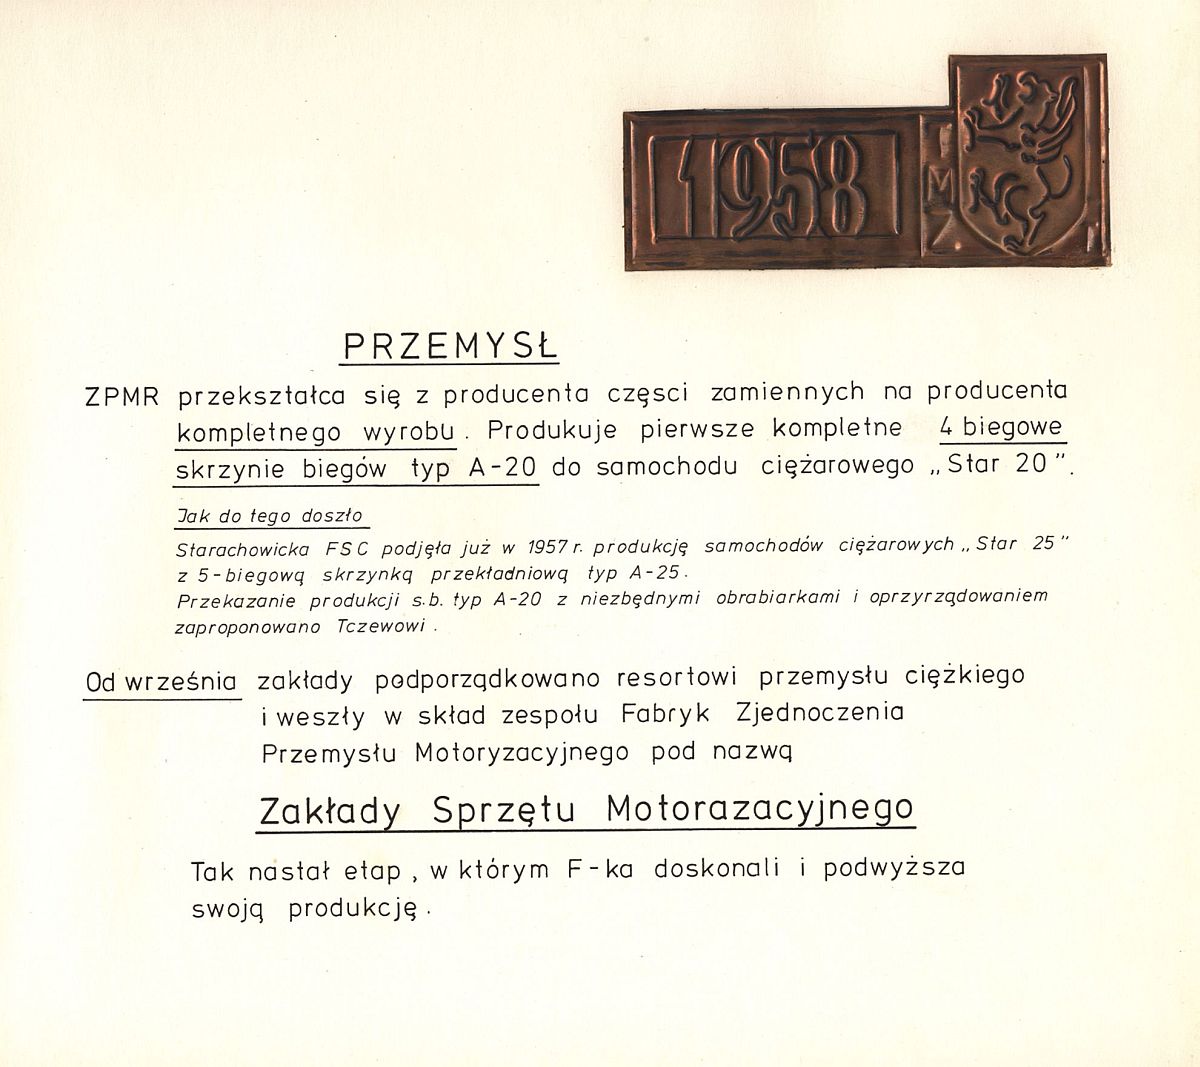 1958
MZ
PRZEMYSŁ
ZPMR przekształca się z producenta częsci zamiennych na producenta
kompletnego wyrobu. Produkuje pierwsze kompletne 4 biegowe
skrzynie biegów typ A-20 do samochodu ciężarowego „Star 20”.
Jak do tego doszło
Starachowicka FSC podjęła już w 1957r. produkcję samochodów ciężarowych „Star 25”
z 5-biegową skrzynką przekładniową typ A-25.
Przekazanie produkcji s.b. typ A-20 z niezbędnymi obrabiarkami i oprzyrządowaniem
zaproponowano Tczewowi.
Od września zakłady podporządkowano resortowi przemysłu ciężkiego
i weszły w skład zespołu Fabryk Zjednoczenia
Przemysłu Motoryzacyjnego pod nazwą
Zakłady Sprzętu Motorazacyjnego
Tak nastał etap, w którym F-ka doskonali i podwyższa
swoją produkcję.